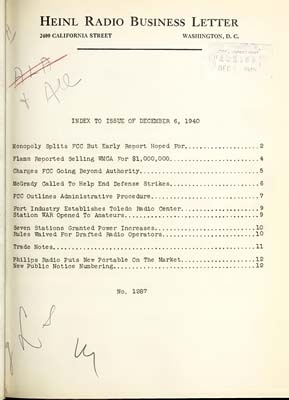 HEINL RADIO BUSINESS LETTER
2400 CALIFORNIA STREET WASHINGTON, D. C.
INDEX TO ISSUE OF DECEMBER 6, 1940
Monopoly Splits FCC But Early Report Hoped For....................2
Flamm Reported Selling WMCA For $1,000,000....................4
Charges FCC Going Beyond Authority....................5
McGrady Called To Help End Defense Strikes....................6
FCC Outlines Administrative Procedure....................7
Port Industry Establishes Toledo Radio Center....................9
Station WAR Opened To Amateurs....................9
Seven Stations Granted Power Increases....................10
Rules Waived For Drafted Radio Operators....................10
Trade Notes....................11
Philips Radio Puts New Portable On The Market....................12
New Public Notice Numbering....................12
No. 1287